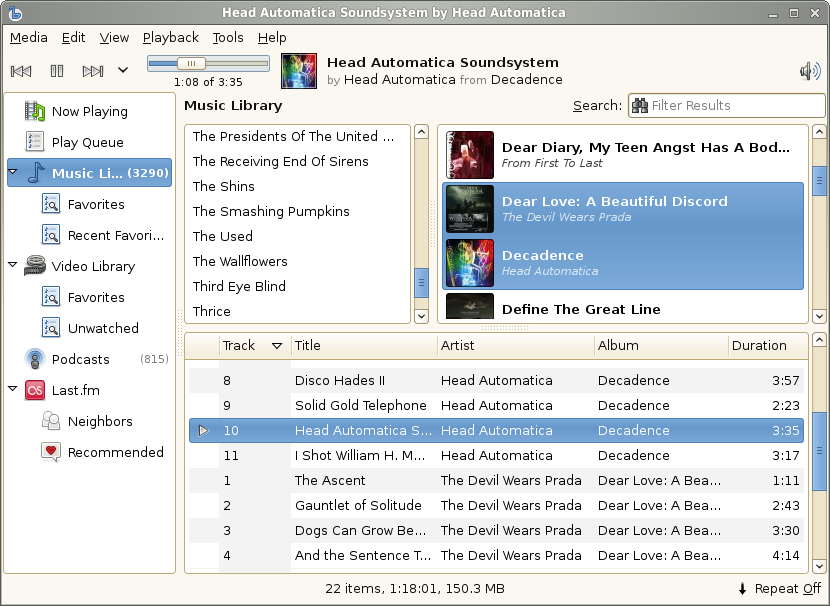 Head Automatica Soundsystem by Head Automatica
Media Edit View Playback Tools Help
1:08 of 3:35
Head Automatica Soundsystem
by Head Automatica from Decadence
Now Playing
Play Queue
Music Li... (3290)
Favorites
Recent Favori...
Video Library
Favorites
Unwatched
Podcasts (815)
Last.fm
Neighbors
Recommended
Music Library
Search: Filter Results
The Presidents Of The United ...
The Receiving End Of Sirens
The Shins
The Smashing Pumpkins
The Used
The Wallflowers
Third Eye Blind
Thrice
Dear Diary, My Teen Angst Has A Bod...
From First To Last
Dear Love: A Beautiful Discord
The Devil Wears Prada
Decadence
Head Automatica
Define The Great Line
Track Title Artist Album Duration
8 Disco Hades II Head Automatica Decadence 3:57
9 Solid Gold Telephone Head Automatica Decadence 2:23
10 Head Automatica S... Head Automatica Decadence 3:35
11 I Shot William H. M... Head Automatica Decadence 3:17
1 The Ascent The Devil Wears Prada Dear Love: A Bea... 1:11
2 Gauntlet of Solitude The Devil Wears Prada Dear Love: A Bea... 2:43
3 Dogs Can Grow Be... The Devil Wears Prada Dear Love: A Bea... 3:30
4 And the Sentence T... The Devil Wears Prada Dear Love: A Bea... 4:14
22 items, 1:18:01, 150.3 MB
Repeat Off